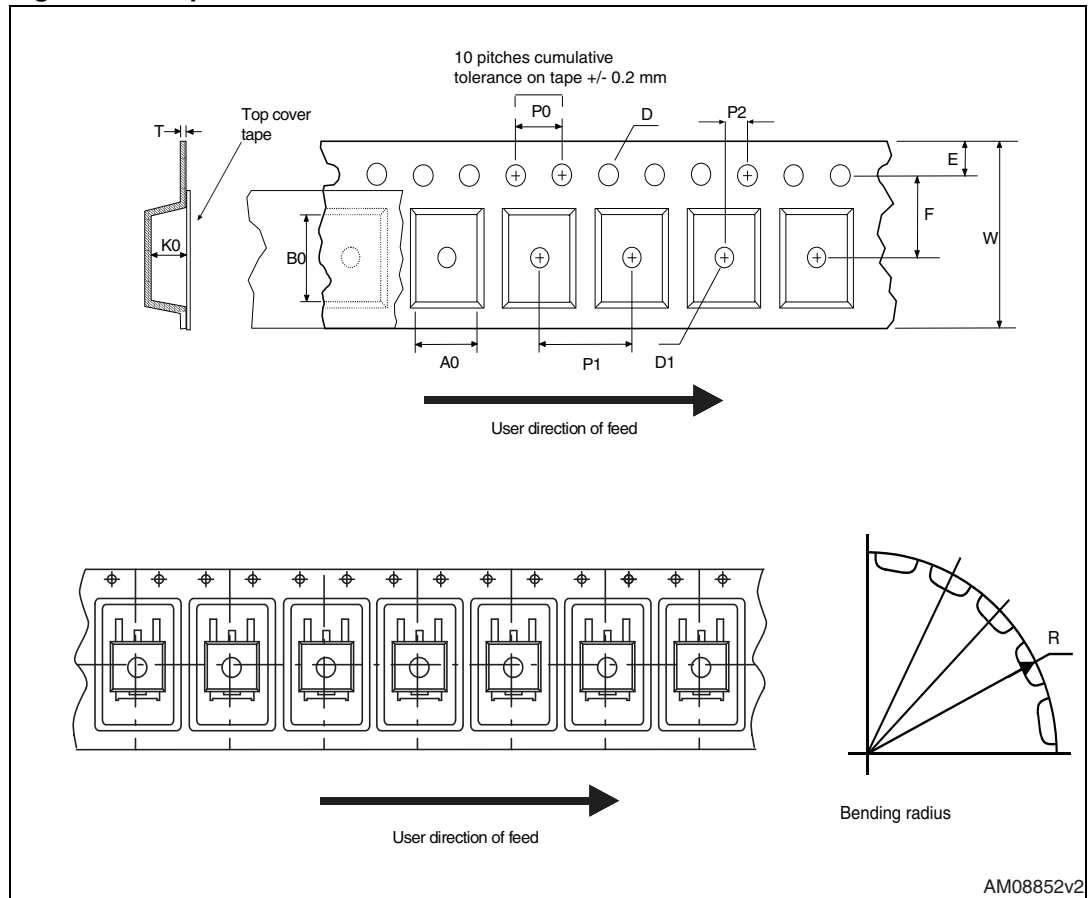 10 pitches cumulative
tolerance on tape +/- 0.2 mm
P0
D
P2
T
Top cover
tape
E
F
W
K0
B0
A0
P1
D1
User direction of feed
R
Bending radius
User direction of feed
AM08852v2